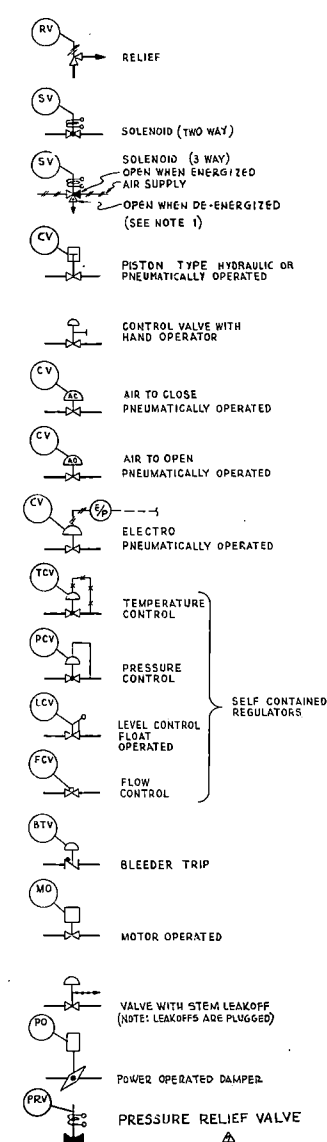 RV
RELIEF
SV
SOLENOID (TWO WAY)
SV
SOLENOID (3 WAY)
OPEN WHEN ENERGIZED
AIR SUPPLY
OPEN WHEN DE-ENERGIZED
(SEE NOTE 1)
CV
PISTON TYPE HYDRAULIC OR
PNEUMATICALLY OPERATED
CONTROL VALVE WITH
HAND OPERATOR
CV
AC
AIR TO CLOSE
PNEUMATICALLY OPERATED
CV
AO
AIR TO OPEN
PNEUMATICALLY OPERATED
CV
E/P
ELECTRO
PNEUMATICALLY OPERATED
TCV
TEMPERATURE
CONTROL
PCV
PRESSURE
CONTROL
SELF CONTAINED
REGULATORS
LCV
LEVEL CONTROL
FLOAT
OPERATED
FCV
FLOW
CONTROL
BTV
BLEEDER TRIP
MO
MOTOR OPERATED
VALVE WITH STEM LEAKOFF
(NOTE: LEAKOFFS ARE PLUGGED)
PO
POWER OPERATED DAMPER
PRV
PRESSURE RELIEF VALVE